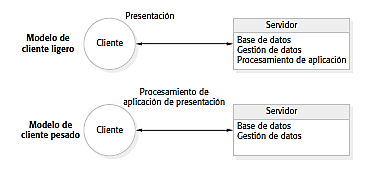 Presentación
Servidor
Modelo de
cliente ligero
Cliente
Base de datos
Gestión de datos
Procesamiento de aplicación
Procesamiento de
aplicación de presentación
Servidor
Modelo de
cliente pesado
Cliente
Base de datos
Gestión de datos